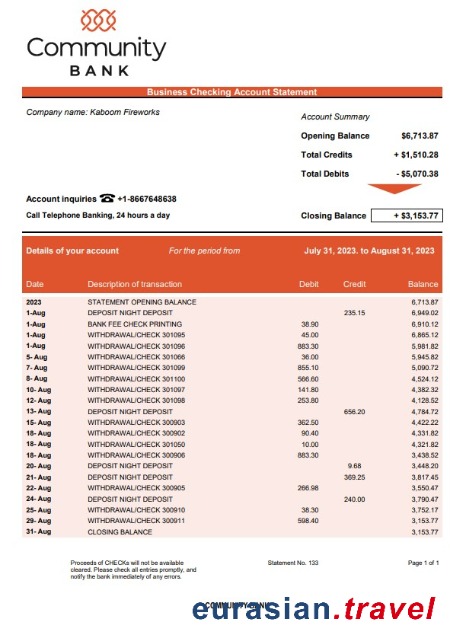 Community
BANK
Business Checking Account Statement
Company name: Kaboom Fireworks
Account Summary
Opening Balance $6,713.87
Total Credits + $1,510.28
Total Debits - $5,070.38
Account inquiries ☎ +1-8667648638
Call Telephone Banking, 24 hours a day
Closing Balance + $3,153.77
Details of your account For the period from July 31, 2023. to August 31, 2023
Date Description of transaction Debit Credit Balance
2023 STATEMENT OPENING BALANCE 6,713.87
1-Aug DEPOSIT NIGHT DEPOSIT 235.15 6,949.02
1-Aug BANK FEE CHECK PRINTING 38.90 6,910.12
1-Aug WITHDRAWAL/CHECK 301095 45.00 6,865.12
1-Aug WITHDRAWAL/CHECK 301096 883.30 5,981.82
5- Aug WITHDRAWAL/CHECK 301066 36.00 5,945.82
7- Aug WITHDRAWAL/CHECK 301099 855.10 5,090.72
8- Aug WITHDRAWAL/CHECK 301100 566.60 4,524.12
10- Aug WITHDRAWAL/CHECK 301097 141.80 4,382.32
12- Aug WITHDRAWAL/CHECK 301098 253.80 4,128.52
13- Aug DEPOSIT NIGHT DEPOSIT 656.20 4,784.72
15- Aug WITHDRAWAL/CHECK 300903 362.50 4,422.22
18- Aug WITHDRAWAL/CHECK 300902 90.40 4,331.82
18- Aug WITHDRAWAL/CHECK 301050 10.00 4,321.82
18- Aug WITHDRAWAL/CHECK 300906 883.30 3,438.52
20- Aug DEPOSIT NIGHT DEPOSIT 9.68 3,448.20
21- Aug DEPOSIT NIGHT DEPOSIT 369.25 3,817.45
22- Aug WITHDRAWAL/CHECK 300905 266.98 3,550.47
24- Aug DEPOSIT NIGHT DEPOSIT 240.00 3,790.47
25- Aug WITHDRAWAL/CHECK 300910 38.30 3,752.17
29- Aug WITHDRAWAL/CHECK 300911 598.40 3,153.77
31- Aug CLOSING BALANCE 3,153.77
Proceeds of CHECKs will not be available
cleared. Please check all entries promptly, and
notify the bank immediately of any errors.
Statement No. 133
Page 1 of 1
COMMUNITY BANK
eurasian.travel